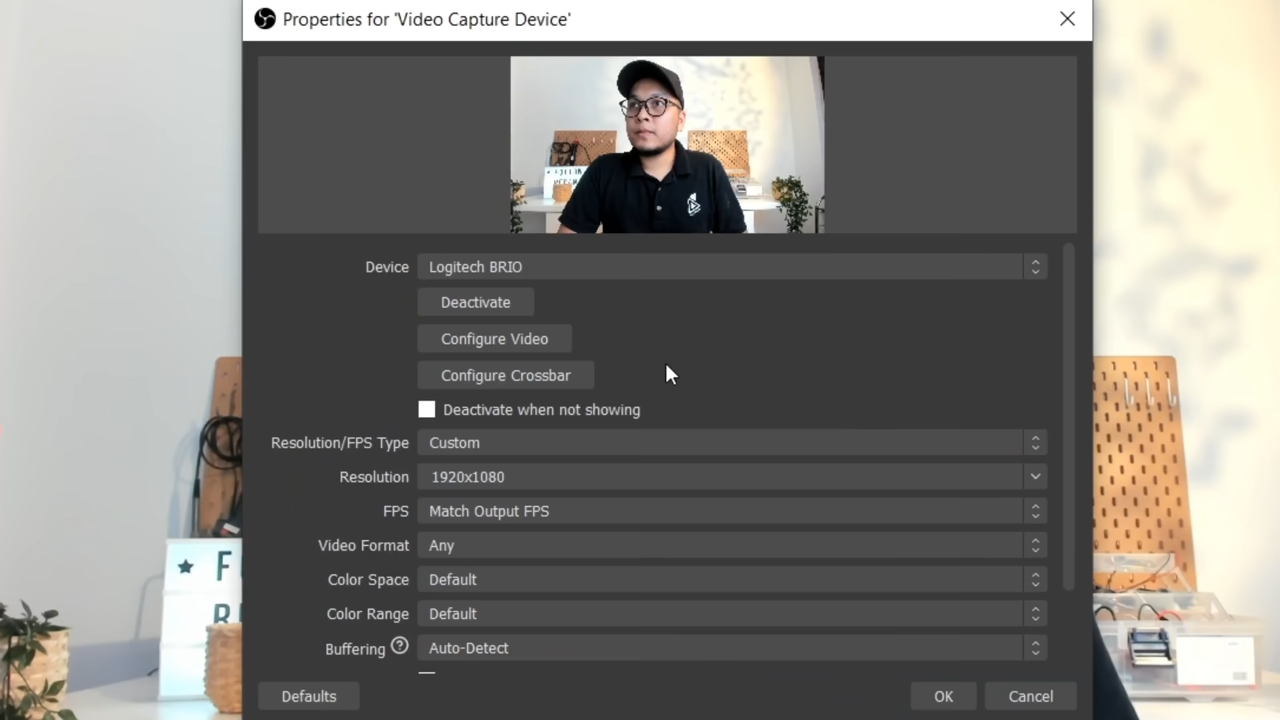 Properties for 'Video Capture Device'
Device Logitech BRIO
Deactivate
Configure Video
Configure Crossbar
Deactivate when not showing
Resolution/FPS Type Custom
Resolution 1920x1080
FPS Match Output FPS
Video Format Any
Color Space Default
Color Range Default
Buffering ? Auto-Detect
Defaults OK Cancel